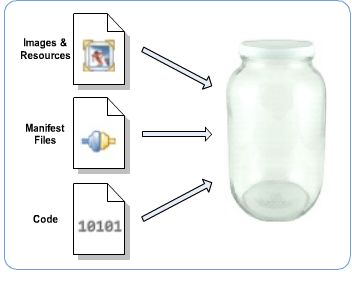 Images &
Resources
Manifest
Files
Code
10101